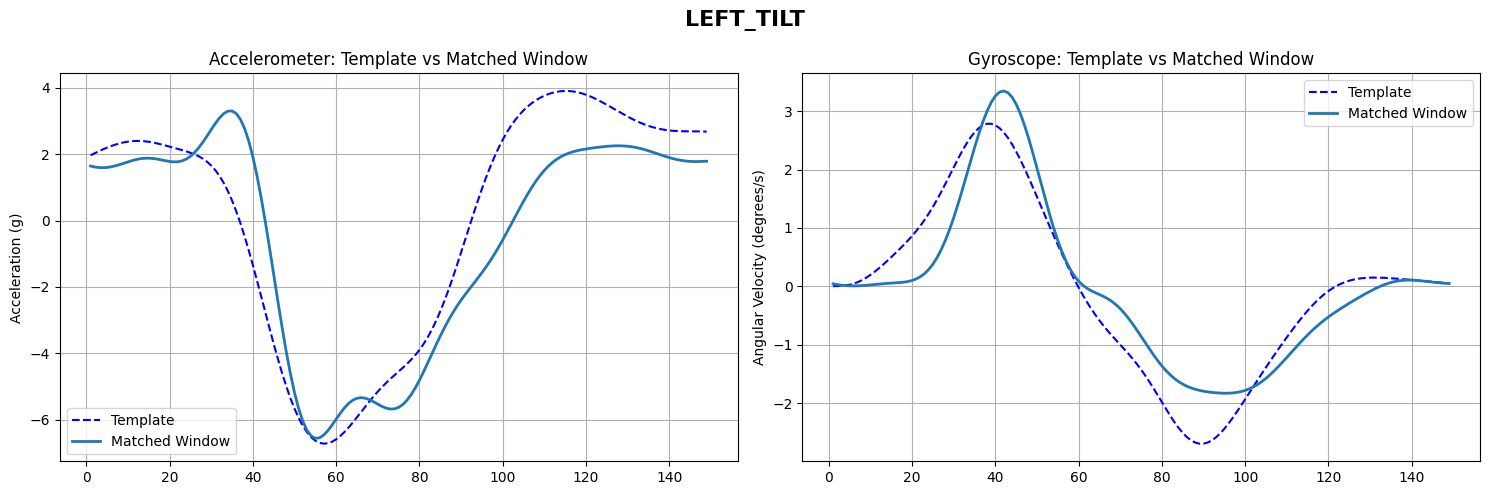 LEFT_TILT
Accelerometer: Template vs Matched Window
Acceleration (g)
4
2
0
−2
−4
−6
Template
Matched Window
0 20 40 60 80 100 120 140
Gyroscope: Template vs Matched Window
Angular Velocity (degrees/s)
3
2
1
0
−1
−2
Template
Matched Window
0 20 40 60 80 100 120 140